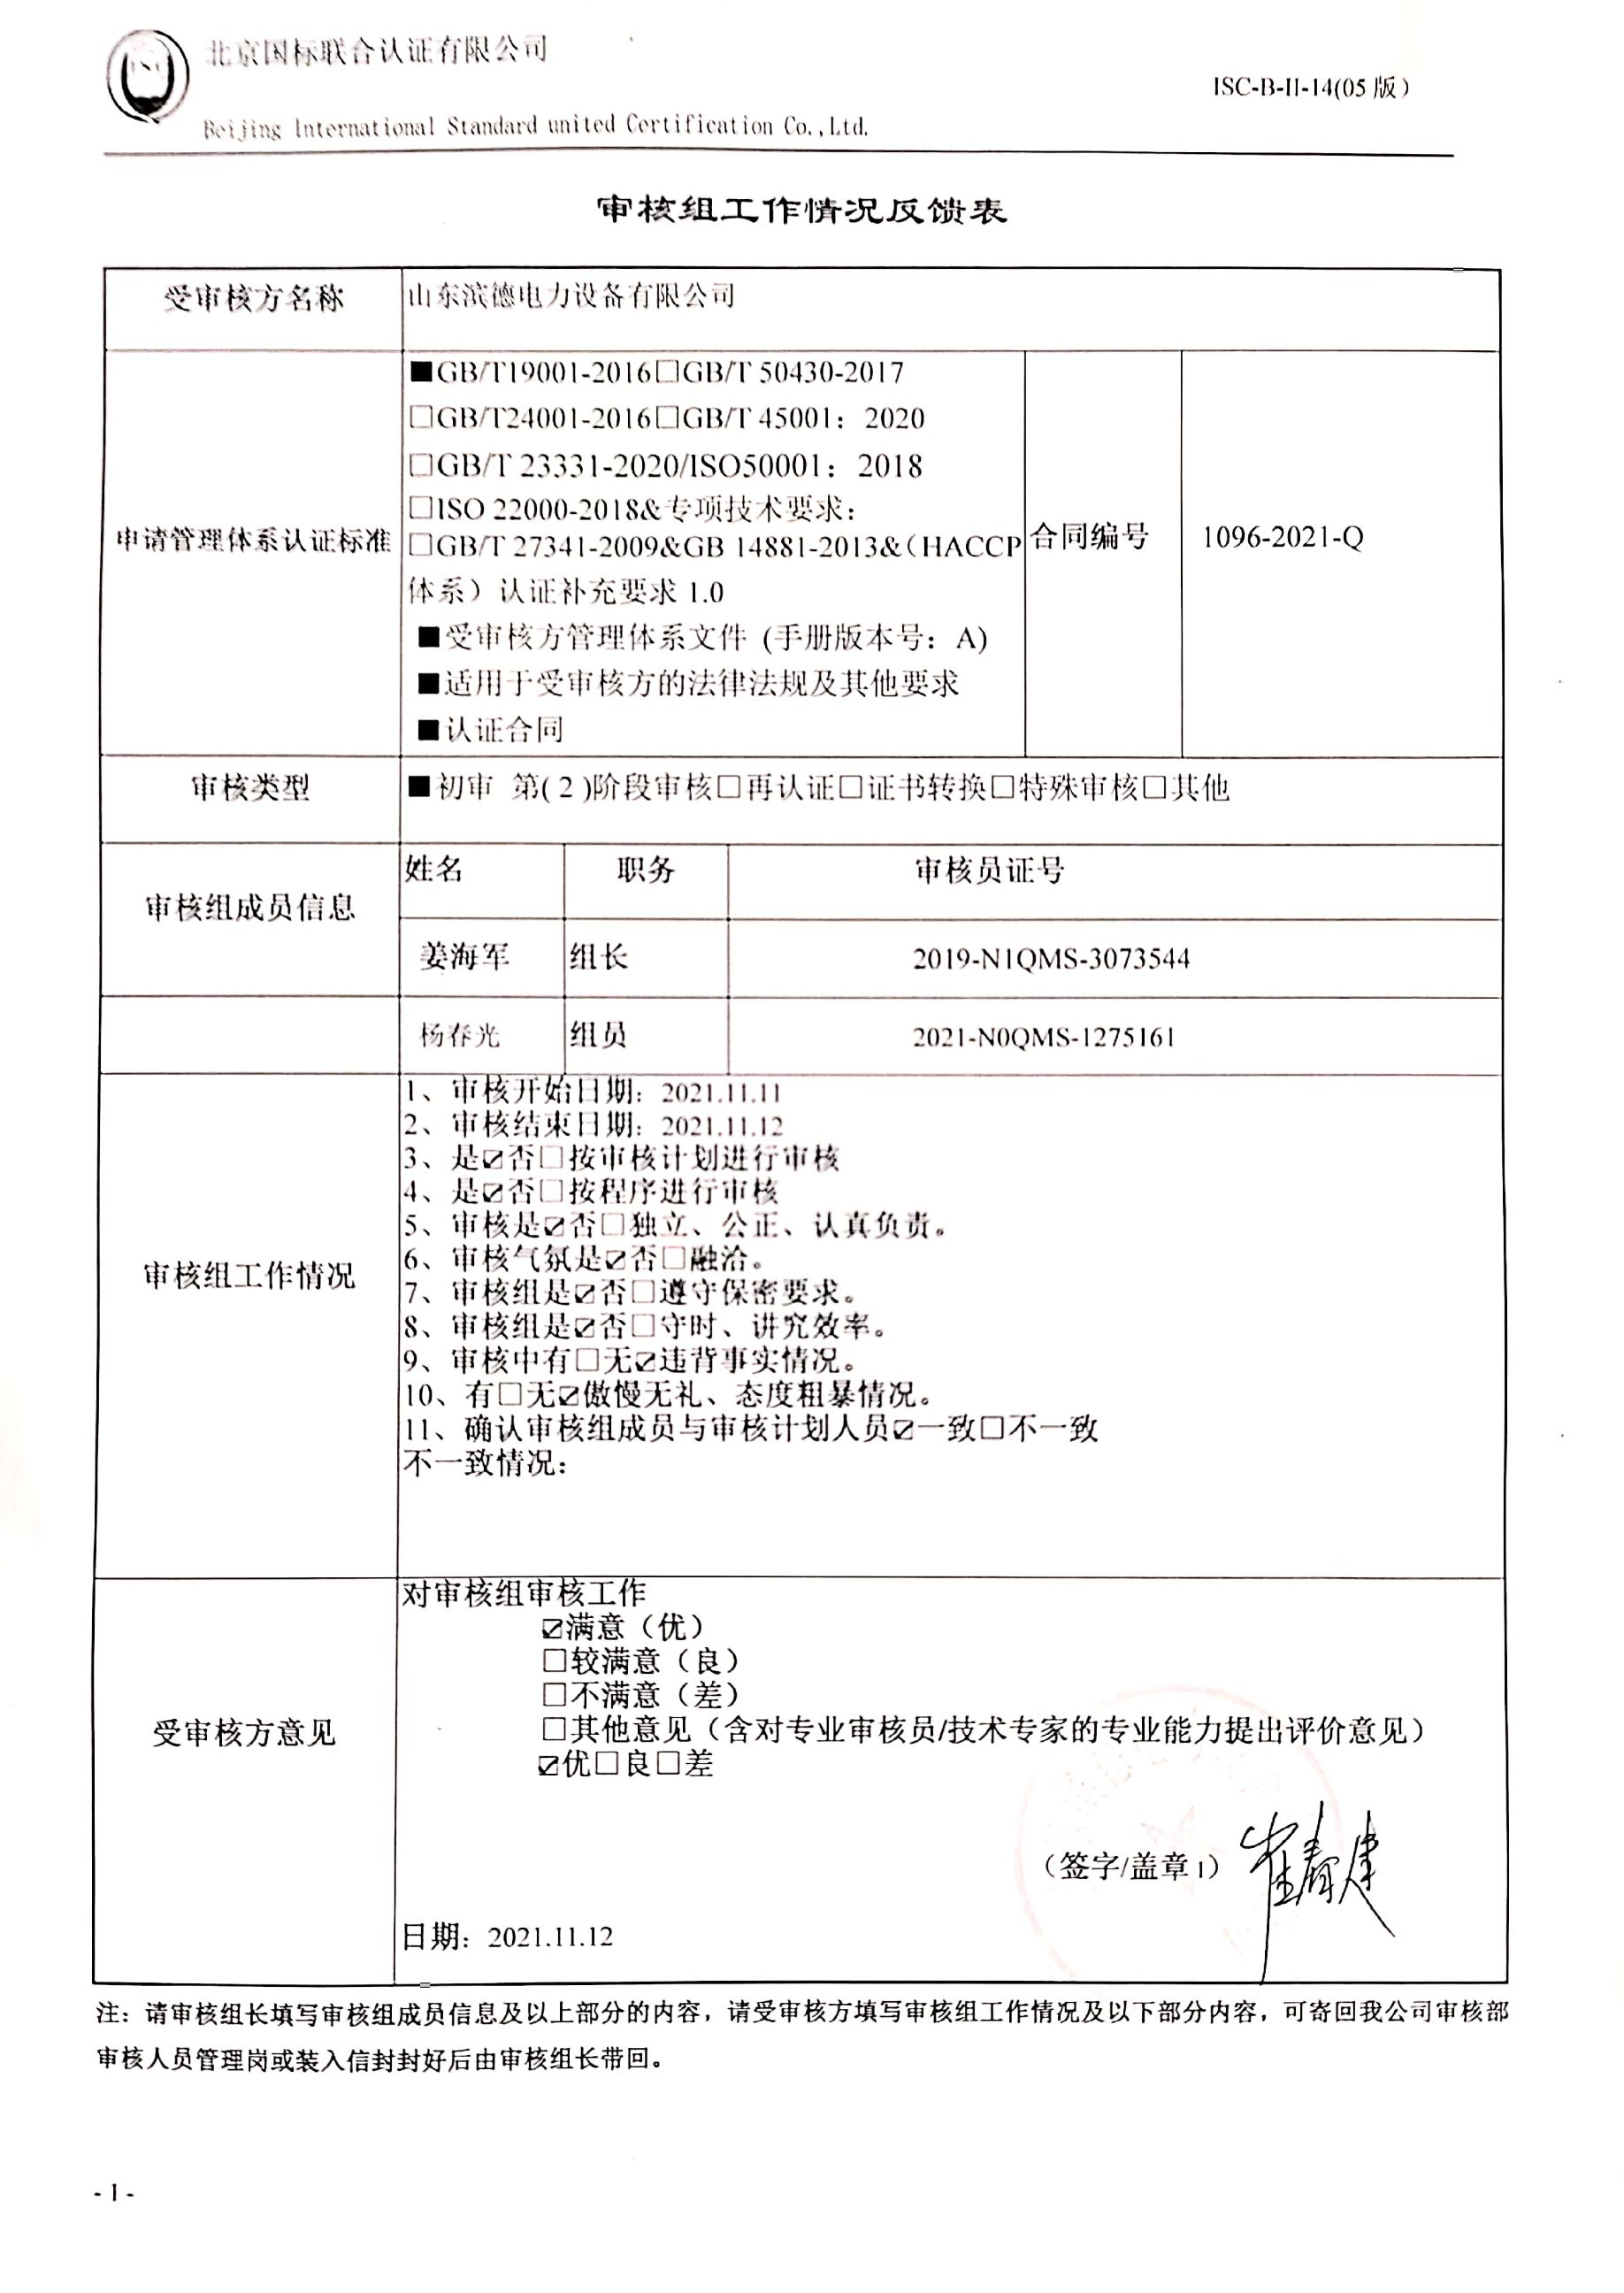 北京国标联合认证有限公司
ISC-B-II-14(05 版)
Beijing International Standard united Certification Co.,Ltd.
审核组工作情况反馈表
受审核方名称 山东滨德电力设备有限公司
申请管理体系认证标准
■GB/T19001-2016□GB/T 50430-2017
□GB/T24001-2016□GB/T 45001：2020
□GB/T 23331-2020/ISO50001：2018
□ISO 22000-2018&专项技术要求：
□GB/T 27341-2009&GB 14881-2013&（HACCP
体系）认证补充要求 1.0
■受审核方管理体系文件 (手册版本号：A)
■适用于受审核方的法律法规及其他要求
■认证合同
合同编号 1096-2021-Q
审核类型 ■初审 第( 2 )阶段审核□再认证□证书转换□特殊审核□其他
审核组成员信息
姓名 职务 审核员证号
姜海军 组长 2019-N1QMS-3073544
杨春光 组员 2021-N0QMS-1275161
审核组工作情况
1、审核开始日期：2021.11.11
2、审核结束日期：2021.11.12
3、是☑否□按审核计划进行审核
4、是☑否□按程序进行审核
5、审核是☑否□独立、公正、认真负责。
6、审核气氛是☑否□融洽。
7、审核组是☑否□遵守保密要求。
8、审核组是☑否□守时、讲究效率。
9、审核中有□无☑违背事实情况。
10、有□无☑傲慢无礼、态度粗暴情况。
11、确认审核组成员与审核计划人员☑一致□不一致
不一致情况：
受审核方意见
对审核组审核工作
☑满意（优）
□较满意（良）
□不满意（差）
□其他意见（含对专业审核员/技术专家的专业能力提出评价意见）
☑优□良□差
（签字/盖章）
日期：2021.11.12
注：请审核组长填写审核组成员信息及以上部分的内容，请受审核方填写审核组工作情况及以下部分内容，可寄回我公司审核部
审核人员管理岗或装入信封封好后由审核组长带回。
- 1 -